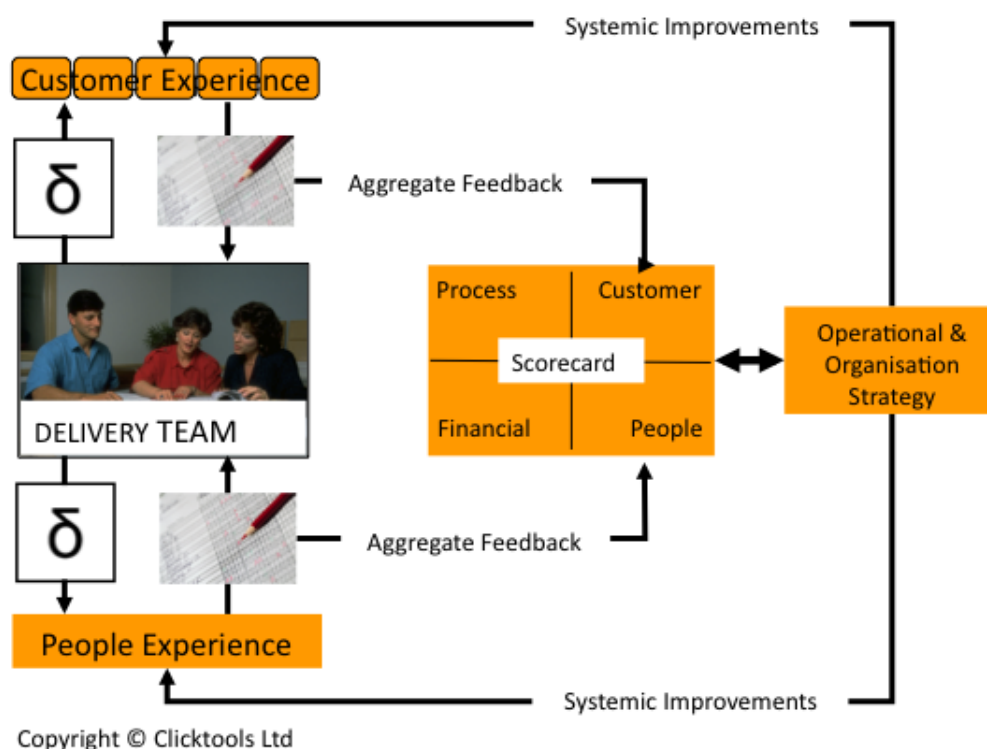 Systemic Improvements
Customer Experience
δ
Aggregate Feedback
Process
Customer
Scorecard
Financial
People
Operational &
Organisation
Strategy
DELIVERY TEAM
δ
Aggregate Feedback
People Experience
Systemic Improvements
Copyright © Clicktools Ltd